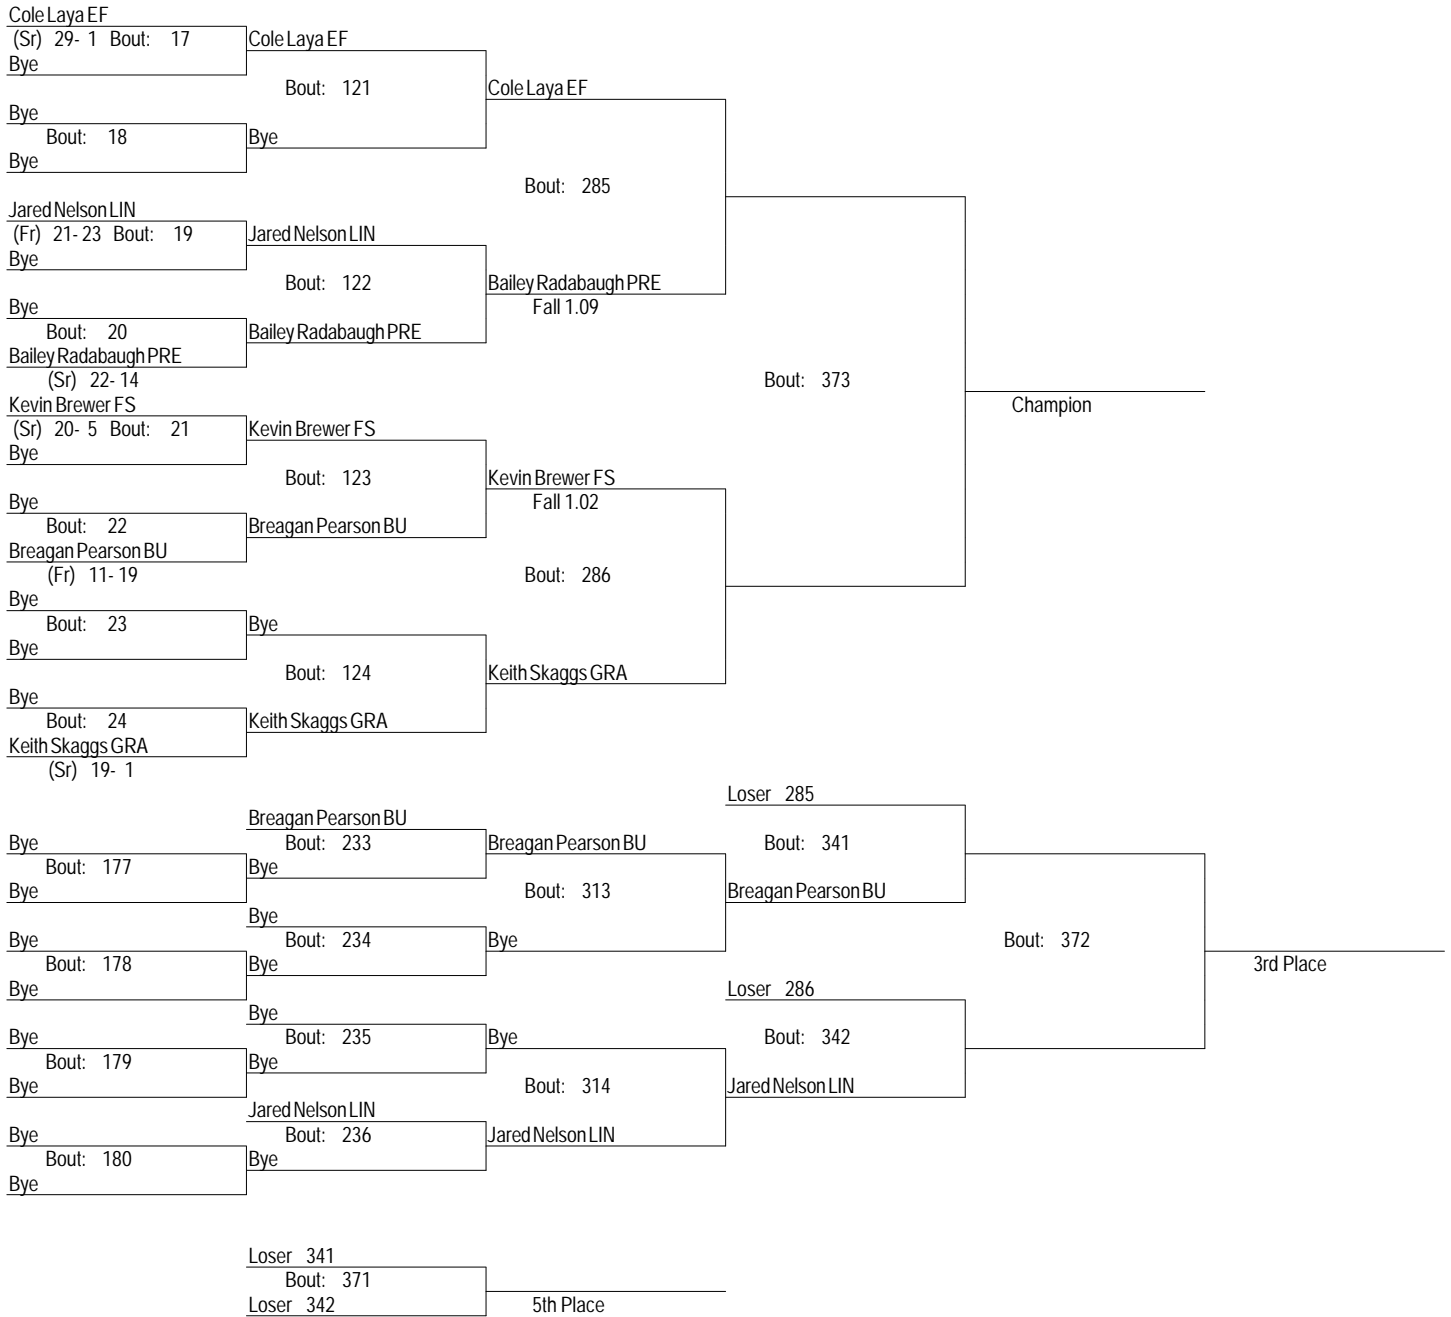 Cole Laya EF
(Sr) 29- 1 Bout: 17 Cole Laya EF
Bye
Bout: 121 Cole Laya EF
Bye
Bout: 18 Bye
Bye
Bout: 285
Jared Nelson LIN
(Fr) 21- 23 Bout: 19 Jared Nelson LIN
Bye
Bout: 122 Bailey Radabaugh PRE
Bye Fall 1.09
Bout: 20 Bailey Radabaugh PRE
Bailey Radabaugh PRE
(Sr) 22- 14 Bout: 373
Kevin Brewer FS Champion
(Sr) 20- 5 Bout: 21 Kevin Brewer FS
Bye
Bout: 123 Kevin Brewer FS
Bye Fall 1.02
Bout: 22 Breagan Pearson BU
Breagan Pearson BU
(Fr) 11- 19 Bout: 286
Bye
Bout: 23 Bye
Bye
Bout: 124 Keith Skaggs GRA
Bye
Bout: 24 Keith Skaggs GRA
Keith Skaggs GRA
(Sr) 19- 1
Loser 285
Breagan Pearson BU
Bye Bout: 233 Breagan Pearson BU Bout: 341
Bout: 177 Bye
Bye Bout: 313 Breagan Pearson BU
Bye
Bye Bout: 234 Bye Bout: 372
Bout: 178 Bye 3rd Place
Bye Loser 286
Bye
Bye Bout: 235 Bye Bout: 342
Bout: 179 Bye
Bye Bout: 314 Jared Nelson LIN
Jared Nelson LIN
Bye Bout: 236 Jared Nelson LIN
Bout: 180 Bye
Bye
Loser 341
Bout: 371
Loser 342 5th Place